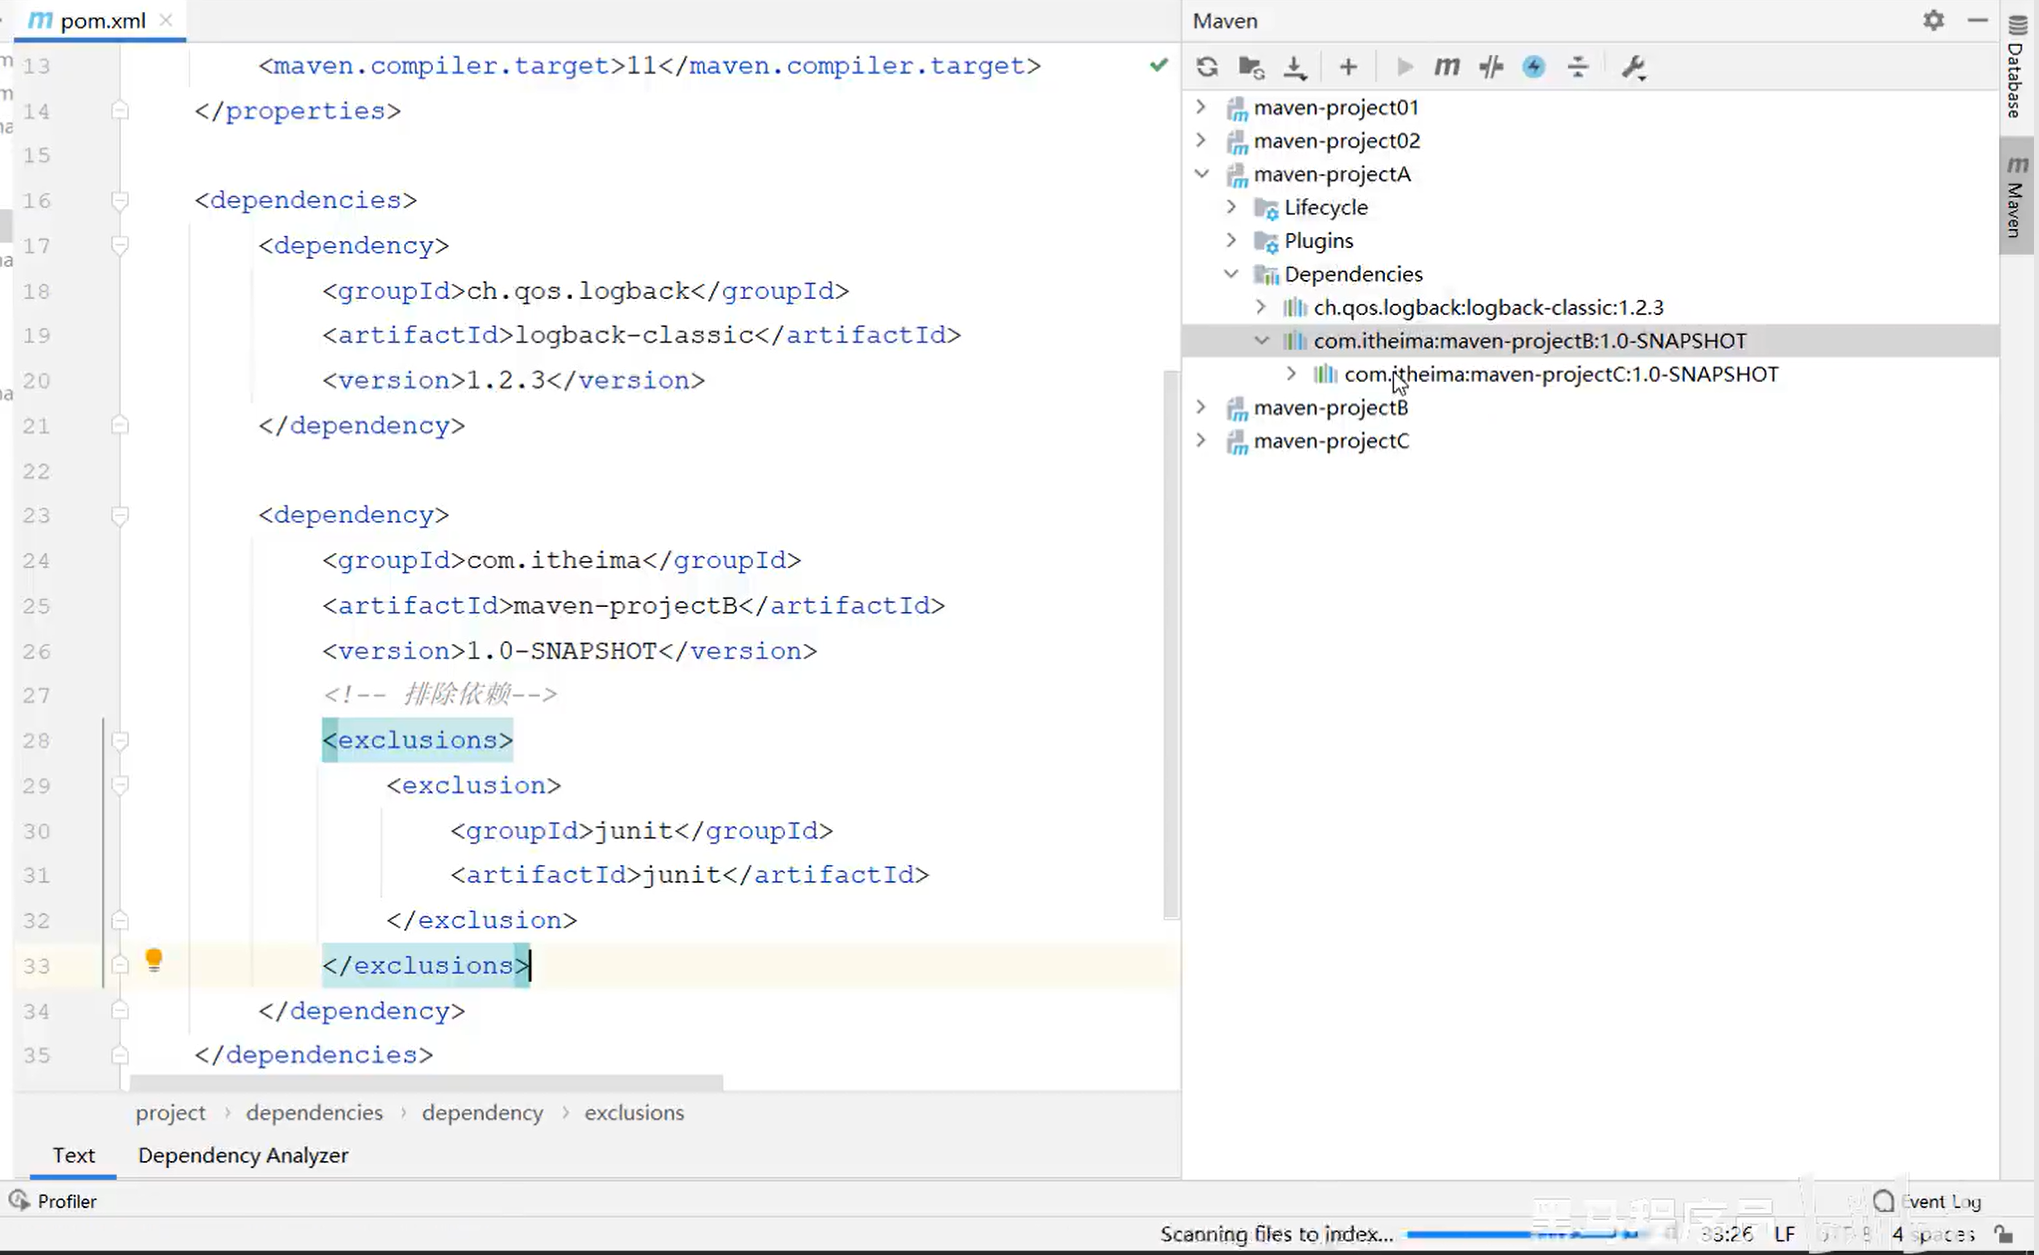 pom.xml
13 <maven.compiler.target>11</maven.compiler.target>
14 </properties>
15
16 <dependencies>
17 <dependency>
18 <groupId>ch.qos.logback</groupId>
19 <artifactId>logback-classic</artifactId>
20 <version>1.2.3</version>
21 </dependency>
22
23 <dependency>
24 <groupId>com.itheima</groupId>
25 <artifactId>maven-projectB</artifactId>
26 <version>1.0-SNAPSHOT</version>
27 <!-- 排除依赖-->
28 <exclusions>
29 <exclusion>
30 <groupId>junit</groupId>
31 <artifactId>junit</artifactId>
32 </exclusion>
33 </exclusions>
34 </dependency>
35 </dependencies>
project › dependencies › dependency › exclusions
Text Dependency Analyzer
Maven
maven-project01
maven-project02
maven-projectA
Lifecycle
Plugins
Dependencies
ch.qos.logback:logback-classic:1.2.3
com.itheima:maven-projectB:1.0-SNAPSHOT
com.itheima:maven-projectC:1.0-SNAPSHOT
maven-projectB
maven-projectC
Database
Maven
Profiler
Event Log
黑马程序员
Scanning files to index... 33:26 LF UTF-8 4 spaces